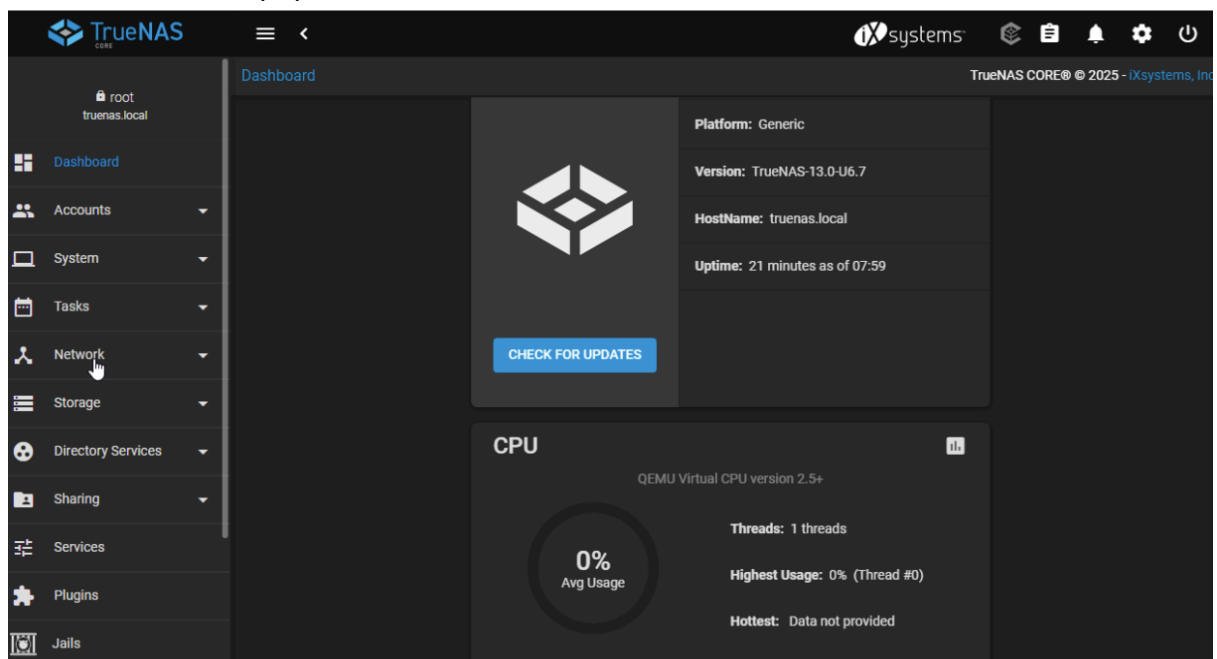 TrueNAS
CORE
iXsystems
root
truenas.local
Dashboard
TrueNAS CORE® © 2025 - iXsystems, Inc
Dashboard
Accounts
System
Tasks
Network
Storage
Directory Services
Sharing
Services
Plugins
Jails
Platform: Generic
Version: TrueNAS-13.0-U6.7
HostName: truenas.local
Uptime: 21 minutes as of 07:59
CHECK FOR UPDATES
CPU
QEMU Virtual CPU version 2.5+
0%
Avg Usage
Threads: 1 threads
Highest Usage: 0% (Thread #0)
Hottest: Data not provided